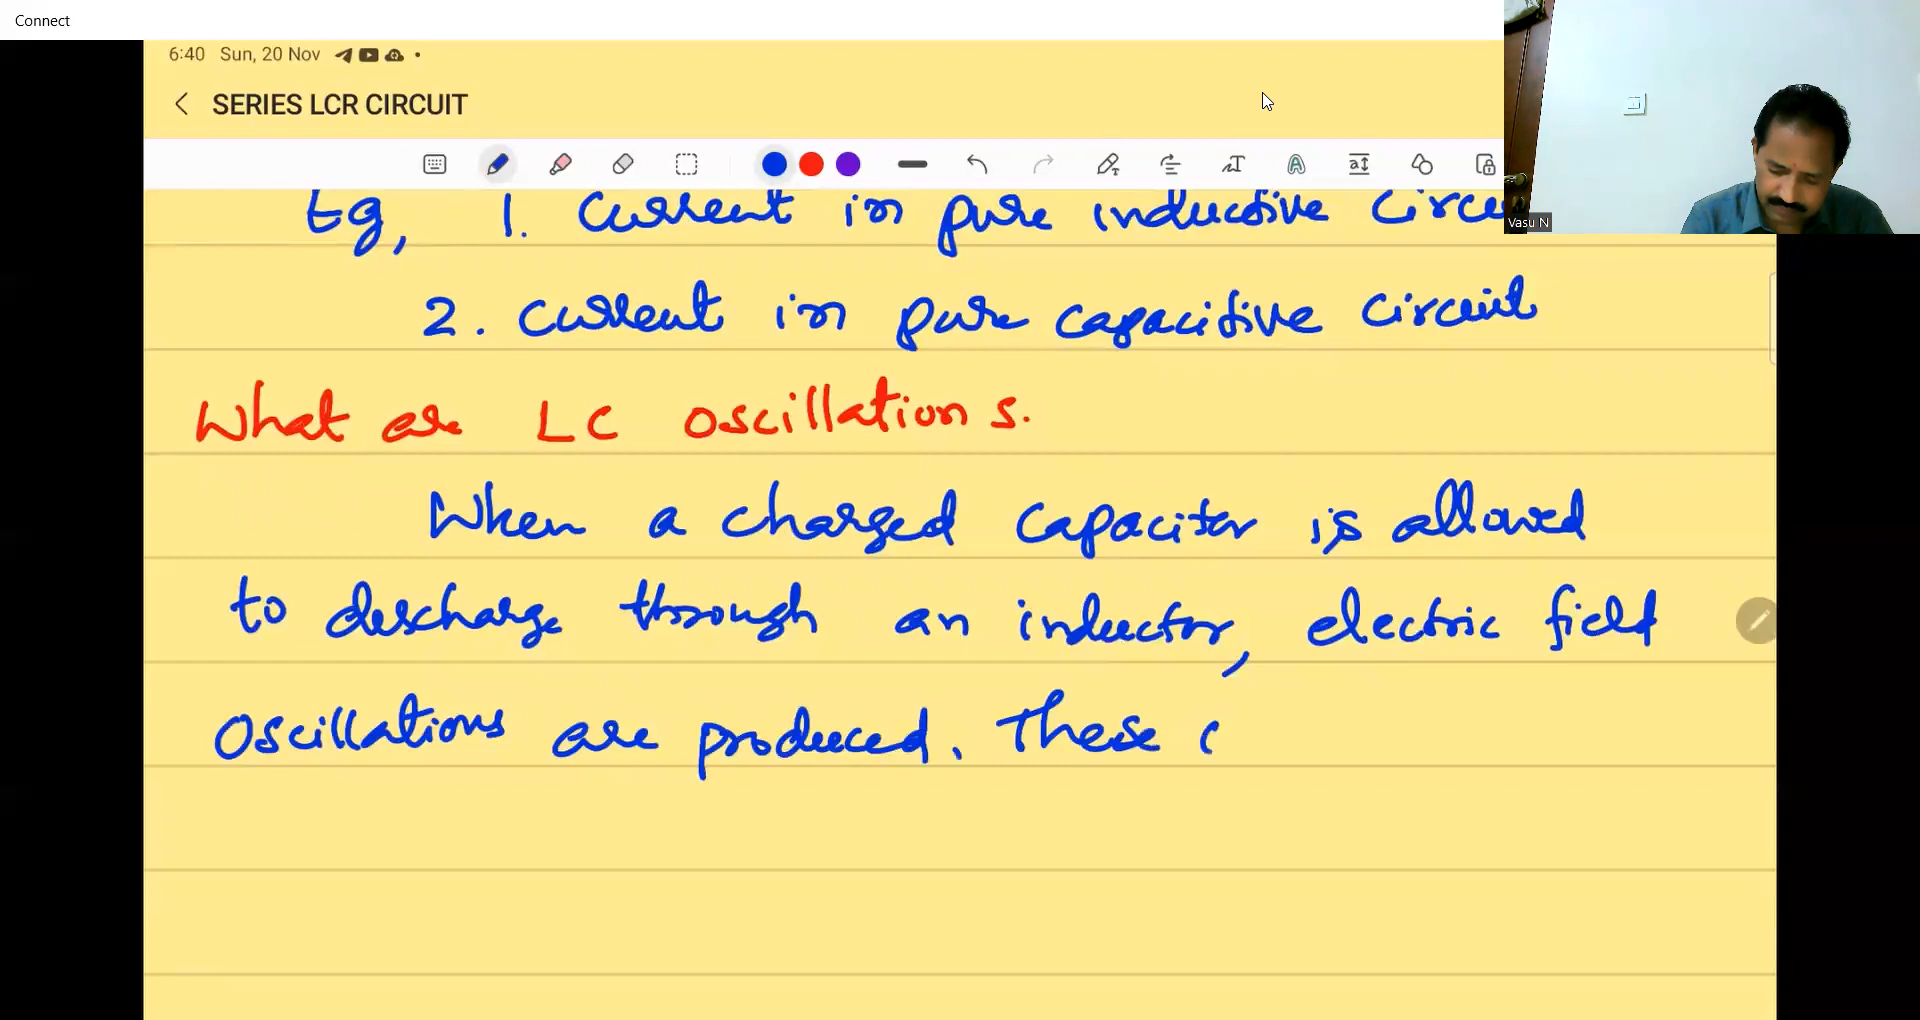 Connect
6:40 Sun, 20 Nov
SERIES LCR CIRCUIT
Vasu N
Eg, 1. Current in pure inductive Circu
2. Current in pure capacitive circuit
What are LC Oscillations.
When a charged capacitor is allowed
to discharge through an inductor, electric field
Oscillations are produced. These